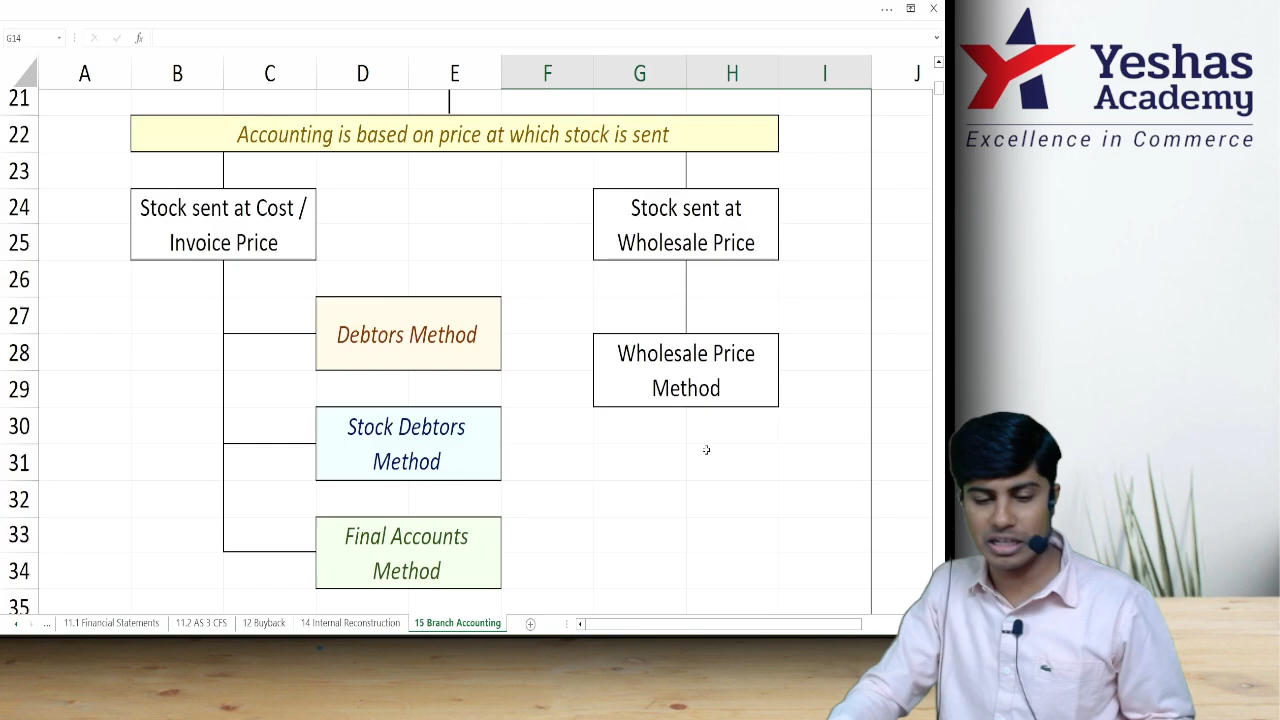 G14
fx
A B C D E F G H I J
21
22 Accounting is based on price at which stock is sent
23
24 Stock sent at Cost / Stock sent at
25 Invoice Price Wholesale Price
26
27
Debtors Method
28 Wholesale Price
29 Method
30 Stock Debtors
31 Method
32
33 Final Accounts
34 Method
35
... 11.1 Financial Statements 11.2 AS 3 CFS 12 Buyback 14 Internal Reconstruction 15 Branch Accounting
Yeshas
Academy
Excellence in Commerce